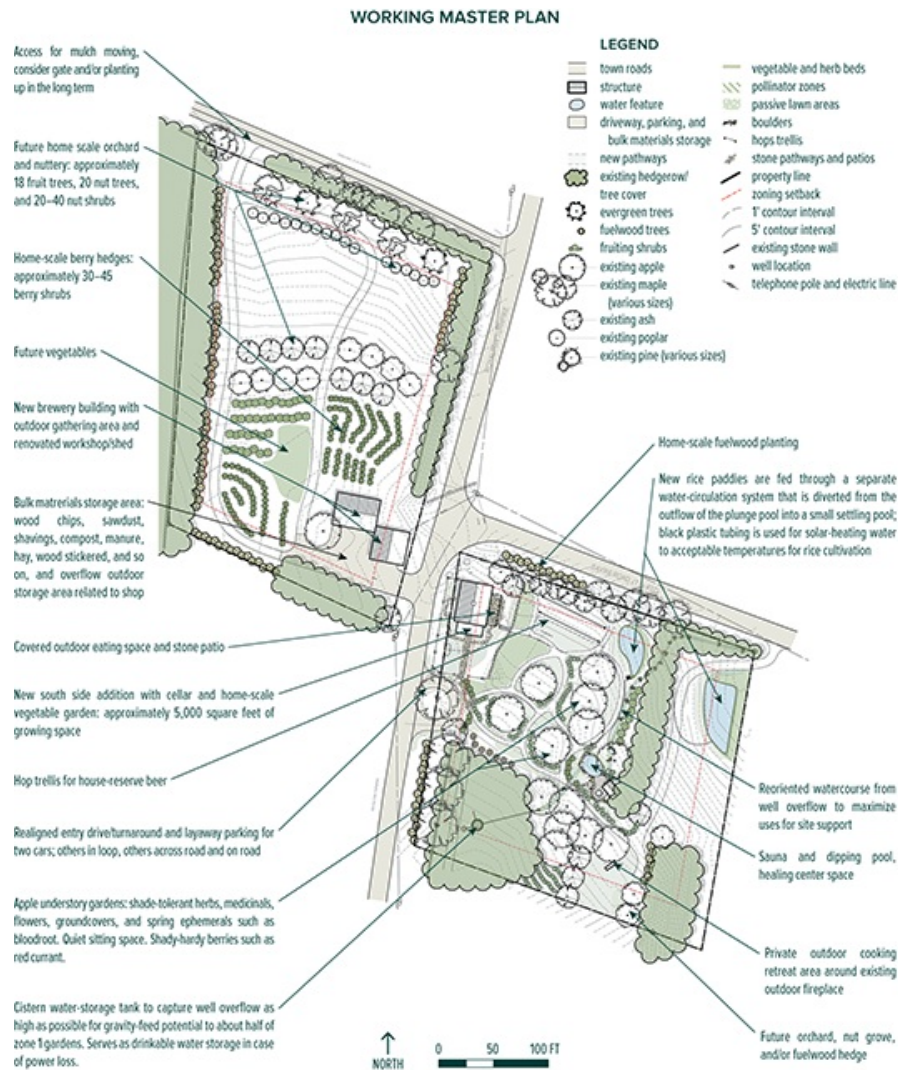 WORKING MASTER PLAN
Access for mulch moving,
consider gate and/or planting
up in the long term
Future home scale orchard
and nuttery: approximately
18 fruit trees, 20 nut trees,
and 20–40 nut shrubs
Home-scale berry hedges:
approximately 30–45
berry shrubs
Future vegetables
New brewery building with
outdoor gathering area and
renovated workshop/shed
Bulk materials storage area:
wood chips, sawdust,
shavings, compost, manure,
hay, wood stickered, and so
on, and overflow outdoor
storage area related to shop
Covered outdoor eating space and stone patio
New south side addition with cellar and home-scale
vegetable garden: approximately 5,000 square feet of
growing space
Hop trellis for house-reserve beer
Realigned entry drive/turnaround and layaway parking for
two cars; others in loop, others across road and on road
Apple understory gardens: shade-tolerant herbs, medicinals,
flowers, groundcovers, and spring ephemerals such as
bloodroot. Quiet sitting space. Shady-hardy berries such as
red currant.
Cistern water-storage tank to capture well overflow as
high as possible for gravity-feed potential to about half of
zone 1 gardens. Serves as drinkable water storage in case
of power loss.
LEGEND
town roads
structure
water feature
driveway, parking, and
bulk materials storage
new pathways
existing hedgerow/
tree cover
evergreen trees
fuelwood trees
fruiting shrubs
existing apple
existing maple
(various sizes)
existing ash
existing poplar
existing pine (various sizes)
vegetable and herb beds
pollinator zones
passive lawn areas
boulders
hops trellis
stone pathways and patios
property line
zoning setback
1' contour interval
5' contour interval
existing stone wall
well location
telephone pole and electric line
Home-scale fuelwood planting
New rice paddies are fed through a separate
water-circulation system that is diverted from the
outflow of the plunge pool into a small settling pool;
black plastic tubing is used for solar-heating water
to acceptable temperatures for rice cultivation
Reoriented watercourse from
well overflow to maximize
uses for site support
Sauna and dipping pool,
healing center space
Private outdoor cooking
retreat area around existing
outdoor fireplace
Future orchard, nut grove,
and/or fuelwood hedge
NORTH
0 50 100 FT